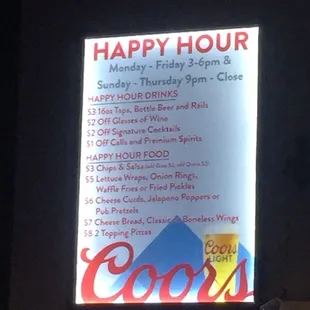 HAPPY HOUR
Monday - Friday 3-6pm &
Sunday - Thursday 9pm - Close
HAPPY HOUR DRINKS
$3 16oz Taps, Bottle Beer and Rails
$2 Off Glasses of Wine
$2 Off Signature Cocktails
$1 Off Calls and Premium Spirits
HAPPY HOUR FOOD
$3 Chips & Salsa
$5 Lettuce Wraps, Onion Rings,
Waffle Fries or Fried Pickles
$6 Cheese Curds, Jalapeno Poppers or
Pub Pretzels
$7 Cheese Bread, Classic & Boneless Wings
$8 2 Topping Pizzas
Coors
LIGHT
Coors